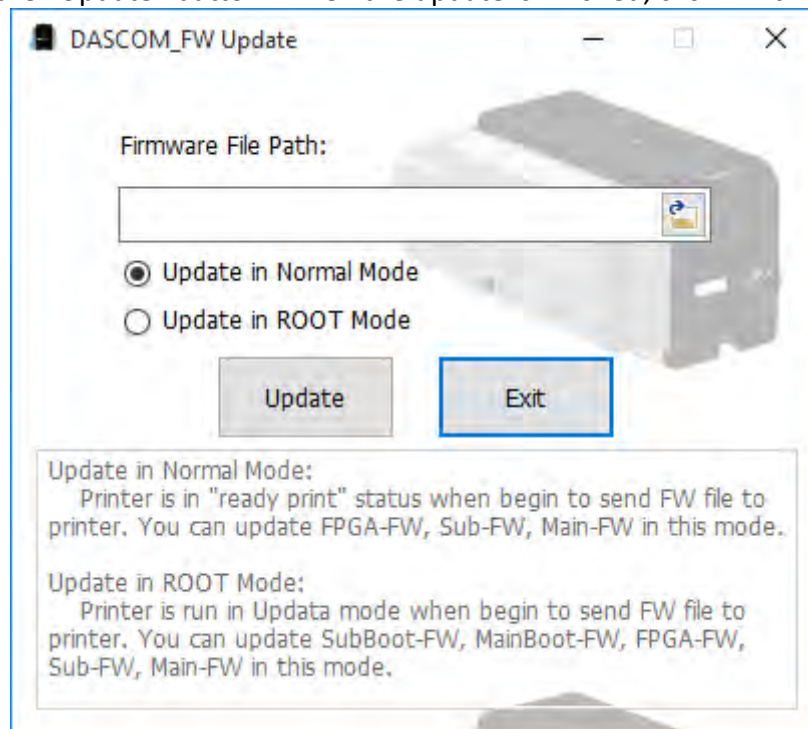 DASCOM_FW Update
Firmware File Path:
Update in Normal Mode
Update in ROOT Mode
Update Exit
Update in Normal Mode:
Printer is in "ready print" status when begin to send FW file to
printer. You can update FPGA-FW, Sub-FW, Main-FW in this mode.
Update in ROOT Mode:
Printer is run in Updata mode when begin to send FW file to
printer. You can update SubBoot-FW, MainBoot-FW, FPGA-FW,
Sub-FW, Main-FW in this mode.